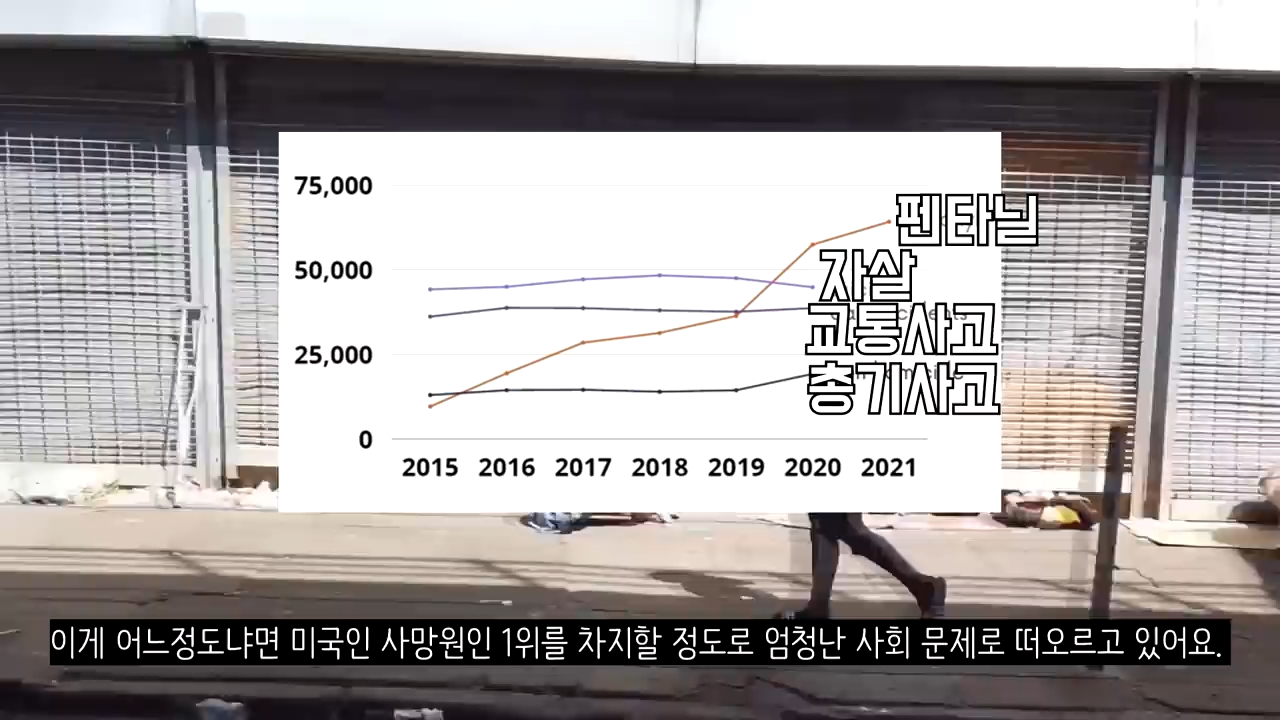 75,000
펜타닐
자살
50,000
교통사고
25,000
총기사고
0
2015 2016 2017 2018 2019 2020 2021
이게 어느정도냐면 미국인 사망원인 1위를 차지할 정도로 엄청난 사회 문제로 떠오르고 있어요.